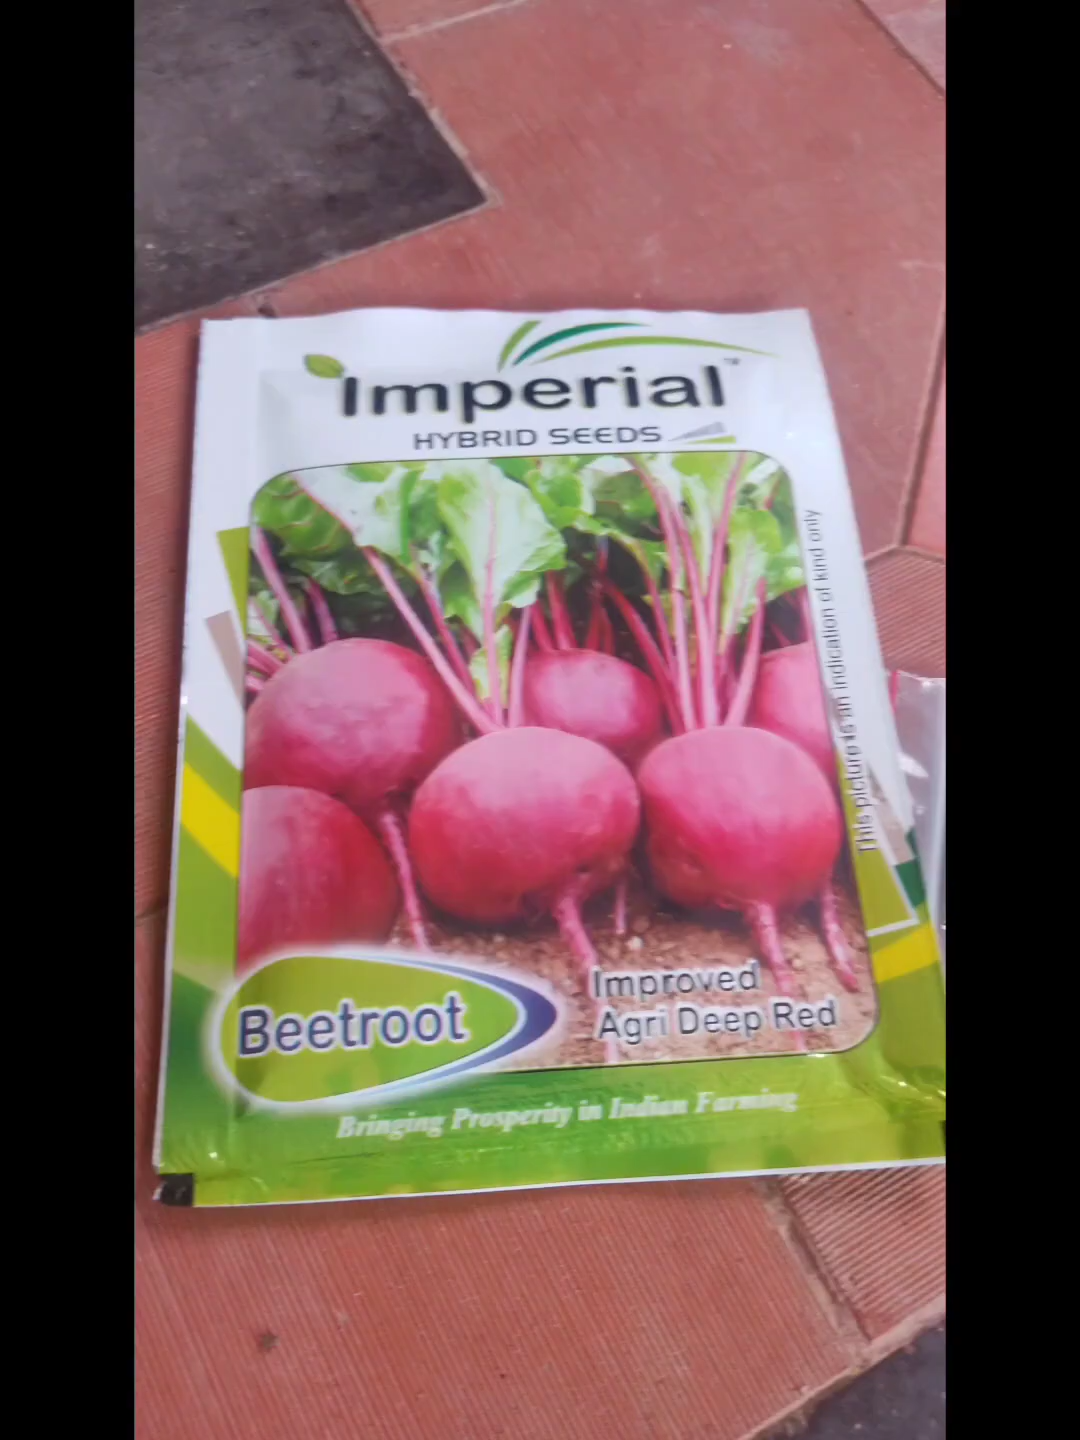 Imperial™
HYBRID SEEDS
This picture is an indication of kind only
Beetroot
Improved
Agri Deep Red
Bringing Prosperity in Indian Farming